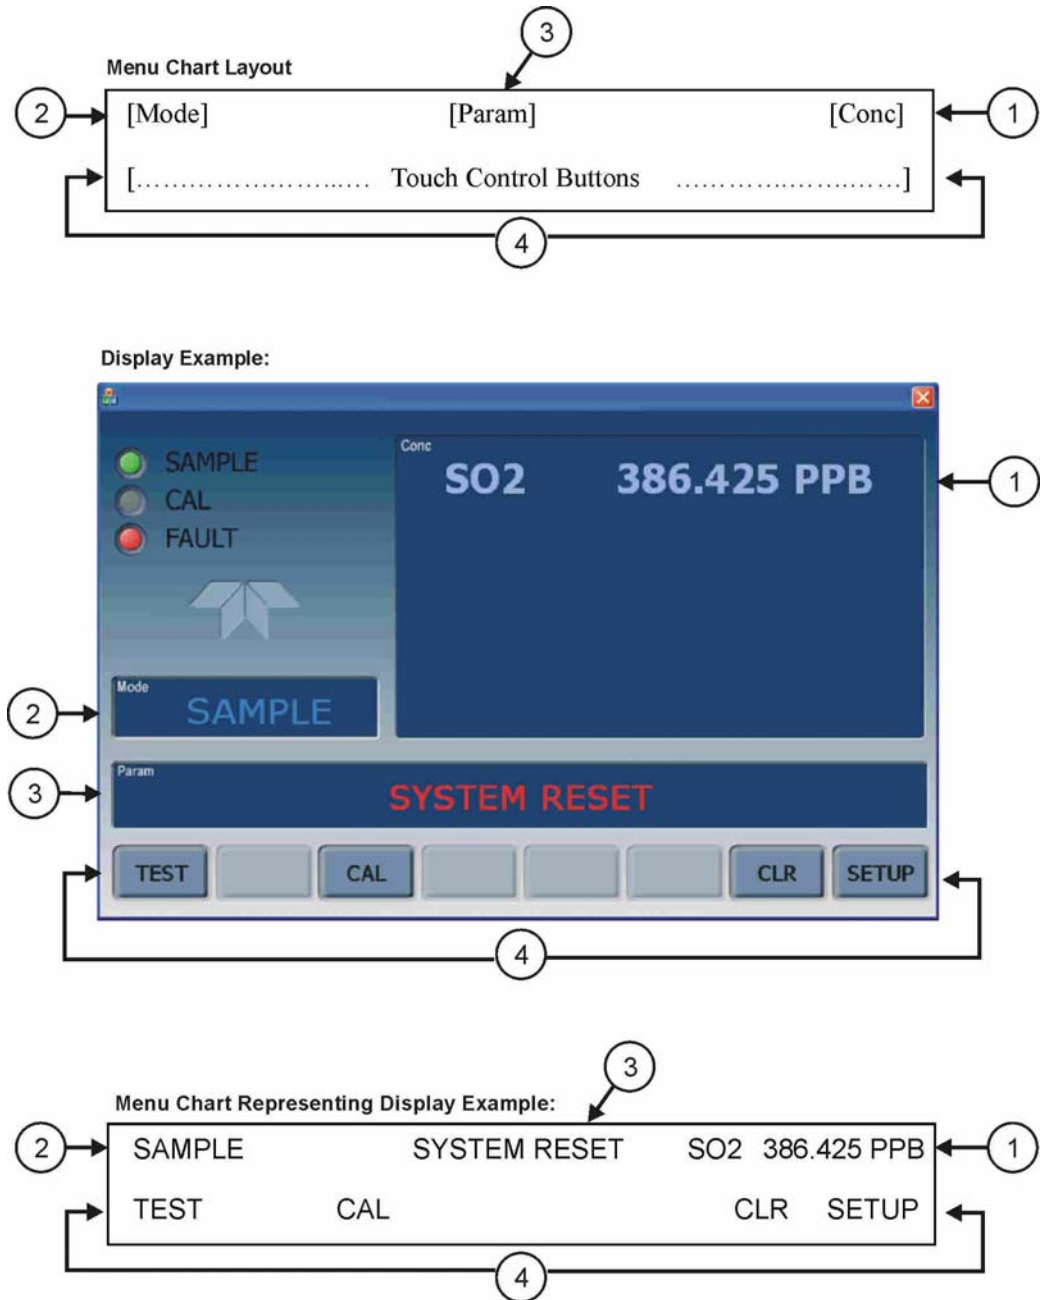 3
Menu Chart Layout
2 [Mode] [Param] [Conc] 1
[........................ Touch Control Buttons ........................]
4
Display Example:
SAMPLE
CAL
FAULT
Conc
SO2 386.425 PPB
1
Mode
2 SAMPLE
Param
3 SYSTEM RESET
TEST CAL CLR SETUP
4
3
Menu Chart Representing Display Example:
2 SAMPLE SYSTEM RESET SO2 386.425 PPB 1
TEST CAL CLR SETUP
4